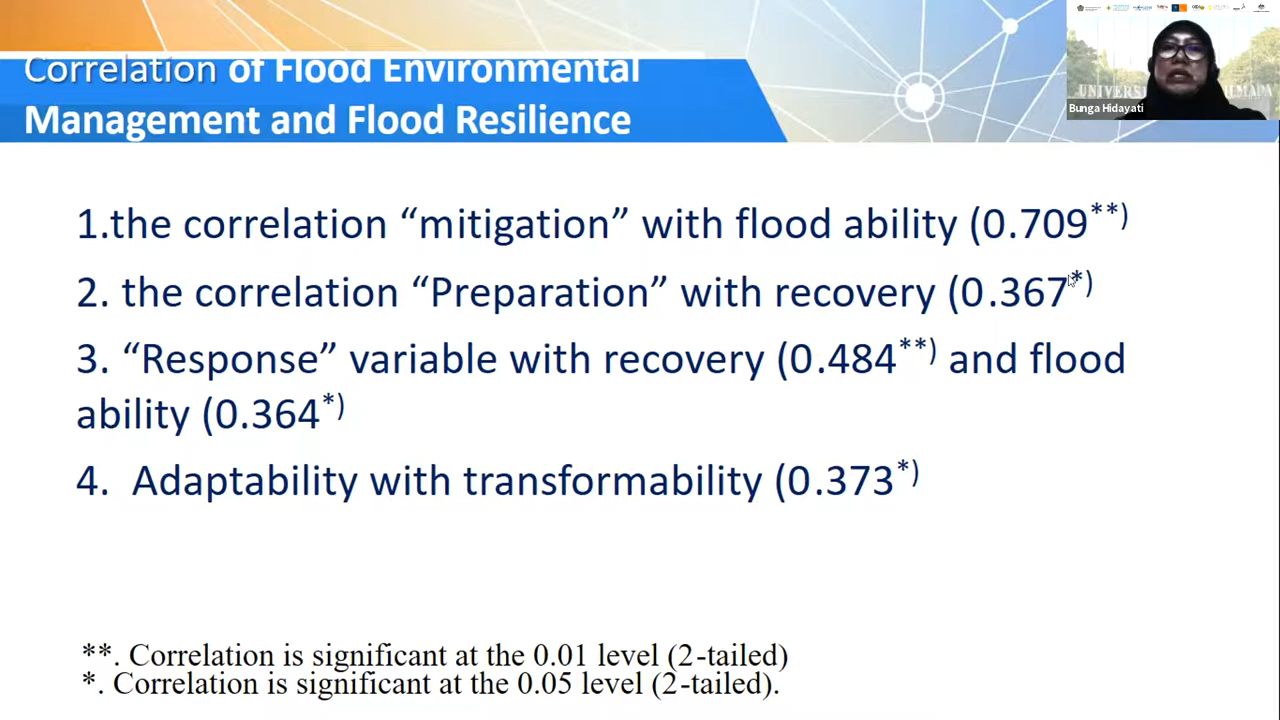 Correlation of Flood Environmental
Management and Flood Resilience
Bunga Hidayati
1.the correlation “mitigation” with flood ability (0.709**)
2. the correlation “Preparation” with recovery (0.367*)
3. “Response” variable with recovery (0.484**) and flood
ability (0.364*)
4. Adaptability with transformability (0.373*)
**. Correlation is significant at the 0.01 level (2-tailed)
*. Correlation is significant at the 0.05 level (2-tailed).